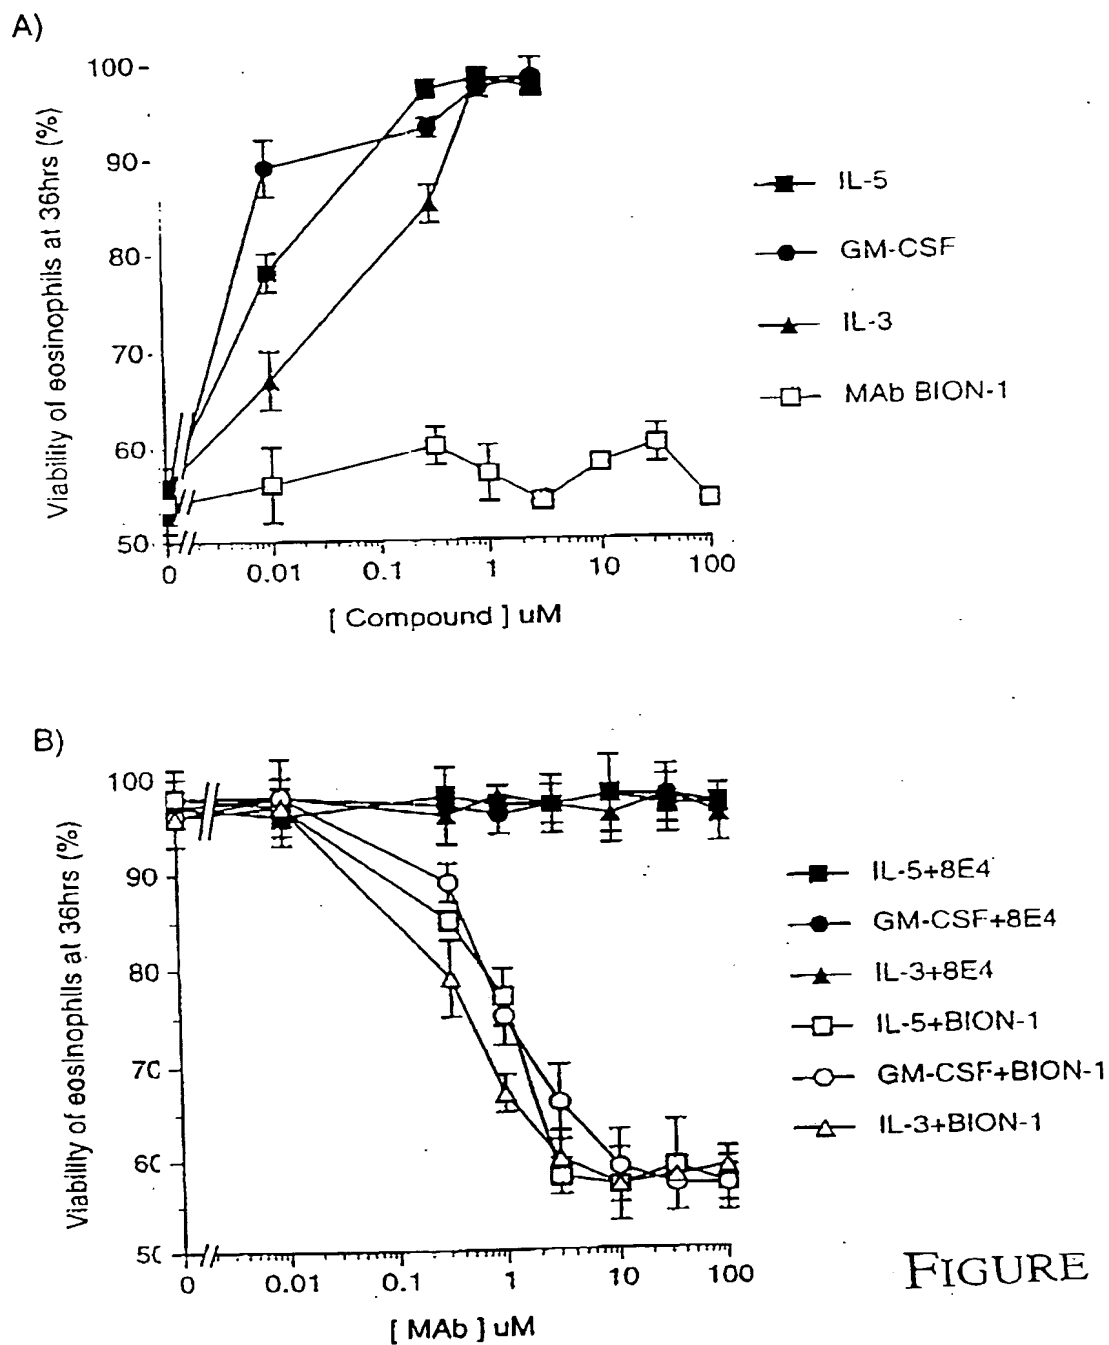 A)
Viability of eosinophils at 36hrs (%)
100
90
80
70
60
50
0
0.01
0.1
1
10
100
[ Compound ] uM
IL-5
GM-CSF
IL-3
MAb BION-1
B)
Viability of eosinophils at 36hrs (%)
100
90
80
7C
6C
5C
0
0.01
0.1
1
10
100
[ MAb ] uM
IL-5+8E4
GM-CSF+8E4
IL-3+8E4
IL-5+BION-1
GM-CSF+BION-1
IL-3+BION-1
FIGURE